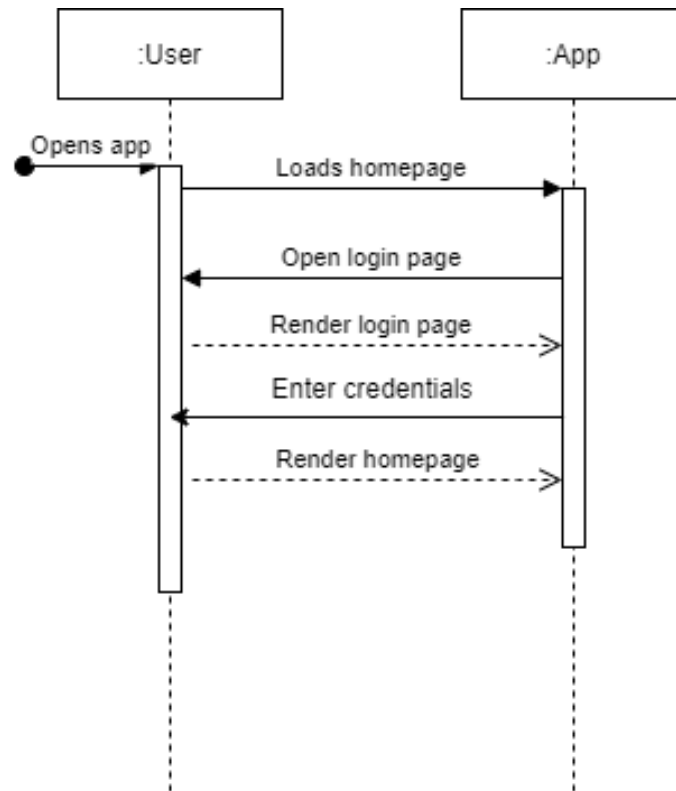 :User
:App
Opens app
Loads homepage
Open login page
Render login page
Enter credentials
Render homepage